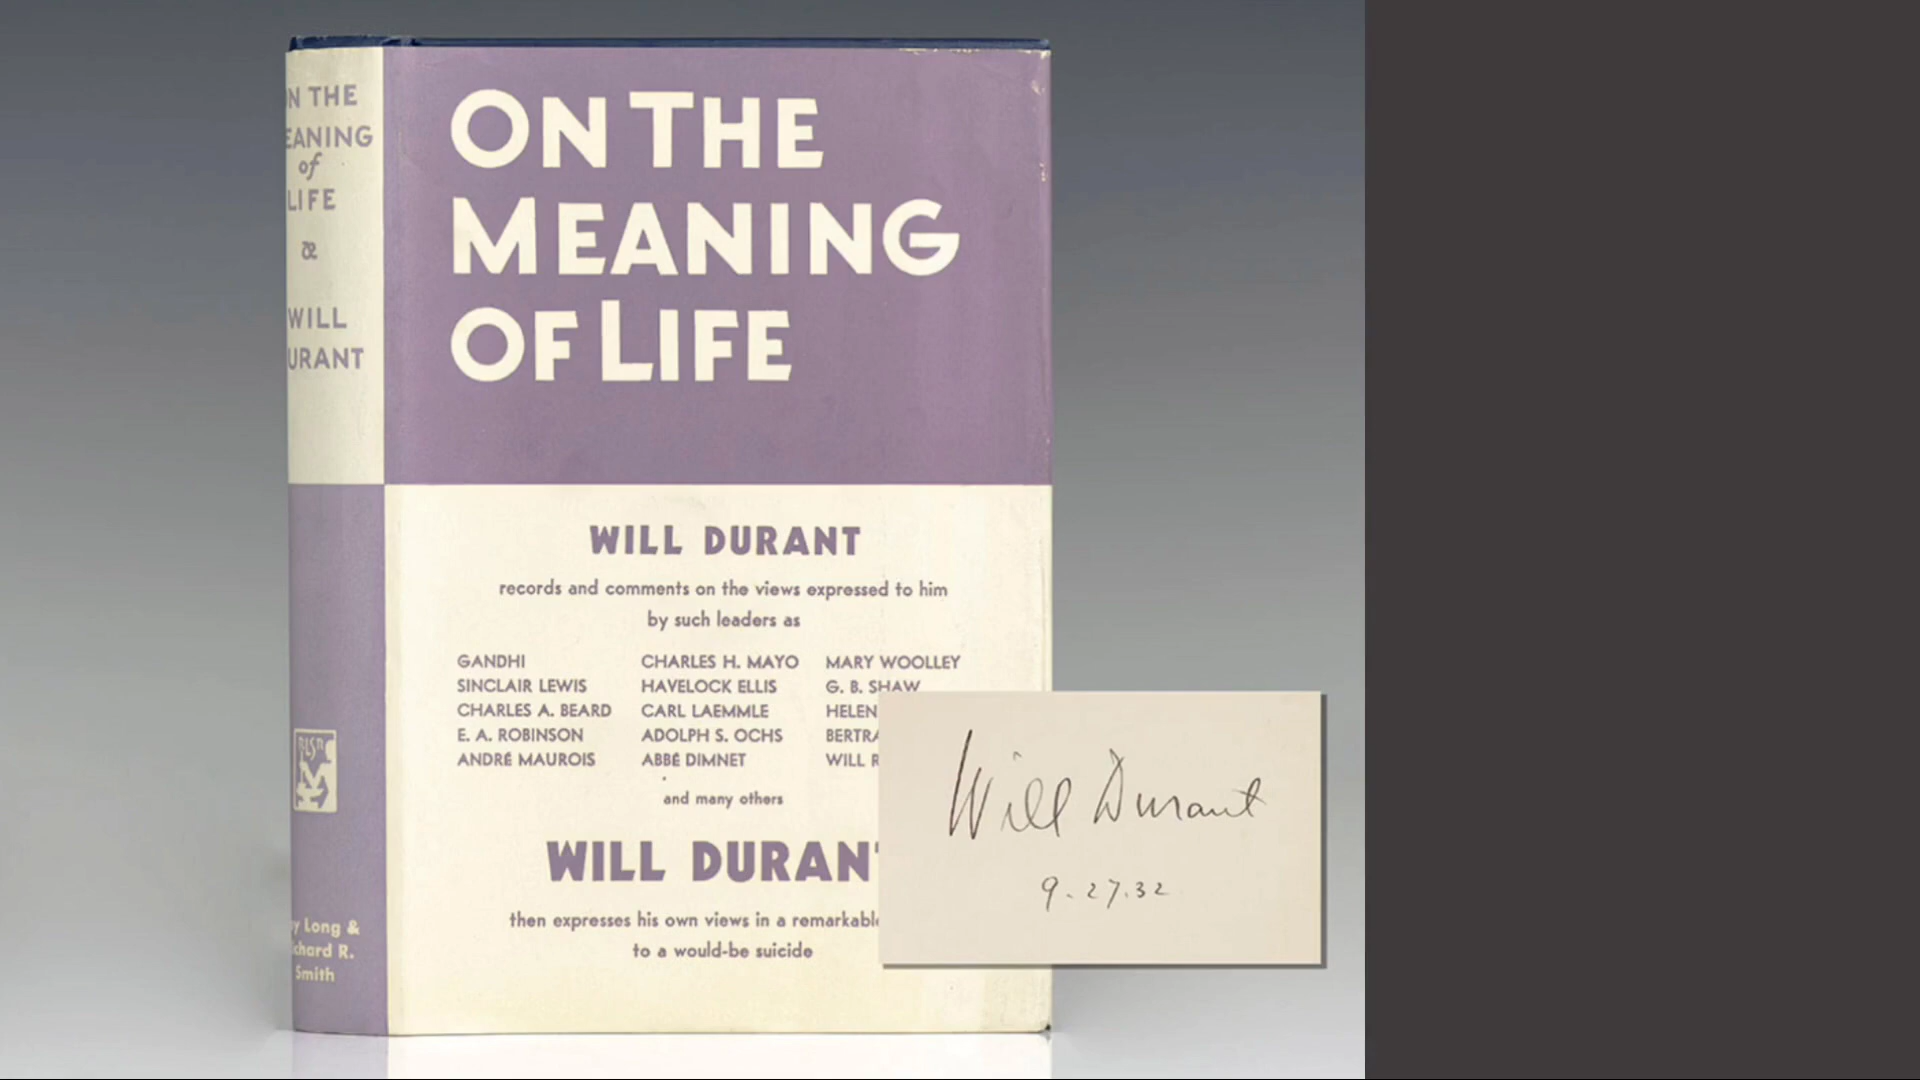 ON THE
MEANING
OF LIFE
WILL DURANT
records and comments on the views expressed to him
by such leaders as
GANDHI CHARLES H. MAYO MARY WOOLLEY
SINCLAIR LEWIS HAVELOCK ELLIS G. B. SHAW
CHARLES A. BEARD CARL LAEMMLE HELEN
E. A. ROBINSON ADOLPH S. OCHS
ANDRÉ MAUROIS ABBÉ DIMNET WILL
and many others
WILL DURANT
then expresses his own views in a
to a would-be suicide
N THE
EANING
of
LIFE
WILL
URANT
RLSR
y Long &
chard R.
Smith
Will Durant
9-27.32